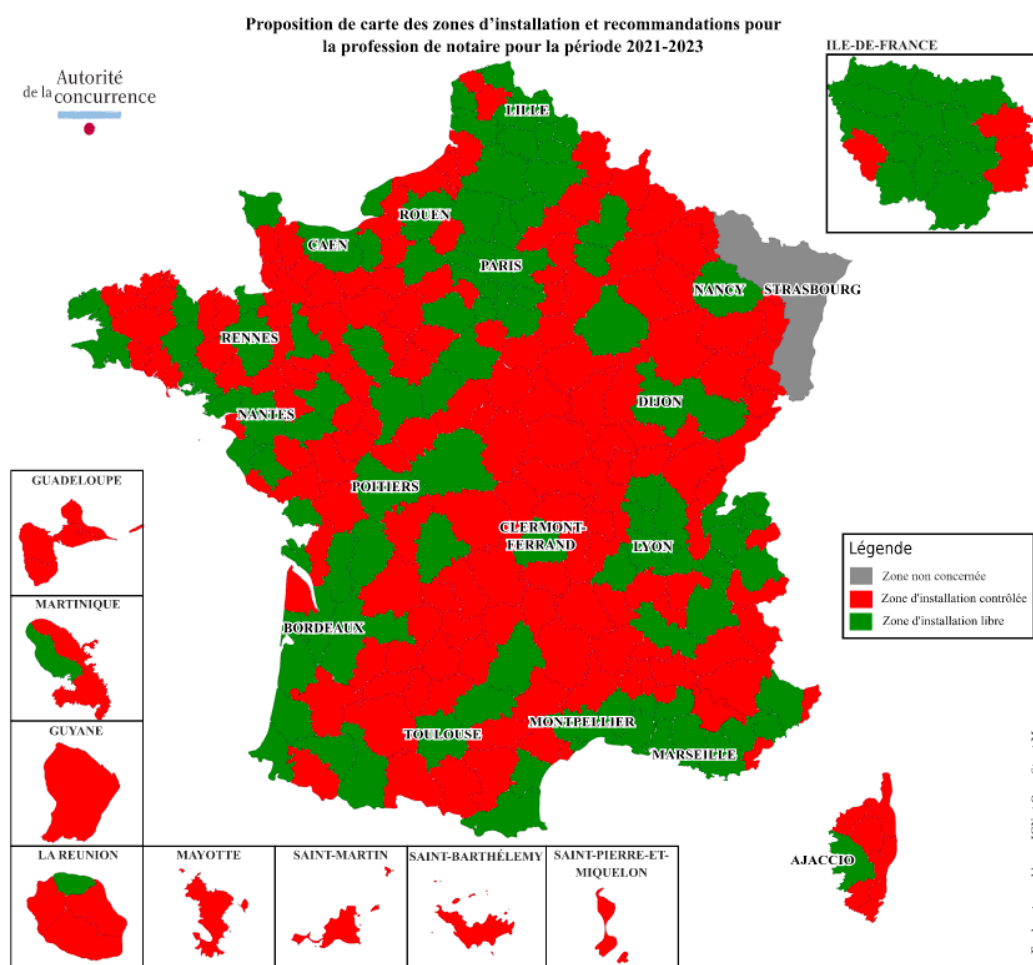 Proposition de carte des zones d'installation et recommandations pour
la profession de notaire pour la période 2021-2023
Autorité
de la concurrence
ILE-DE-FRANCE
LILLE
ROUEN
CAEN
PARIS
NANCY
STRASBOURG
RENNES
DIJON
NANTES
POITIERS
CLERMONT-
FERRAND
LYON
BORDEAUX
MONTPELLIER
TOULOUSE
MARSEILLE
AJACCIO
GUADELOUPE
MARTINIQUE
GUYANE
LA REUNION
MAYOTTE
SAINT-MARTIN
SAINT-BARTHÉLEMY
SAINT-PIERRE-ET-
MIQUELON
Légende
Zone non concernée
Zone d'installation contrôlée
Zone d'installation libre